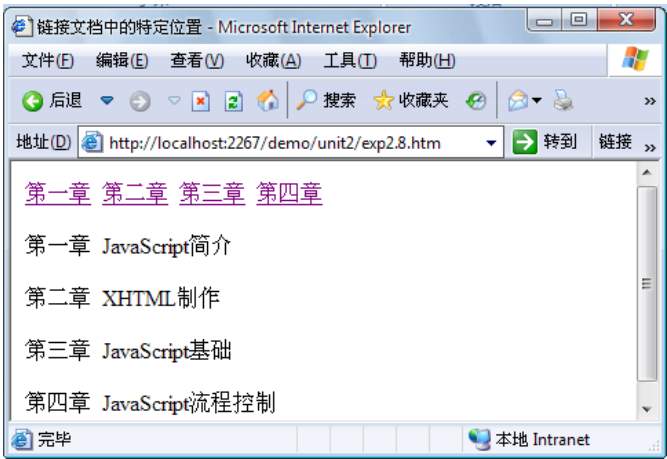 链接文档中的特定位置 - Microsoft Internet Explorer
文件(F) 编辑(E) 查看(V) 收藏(A) 工具(T) 帮助(H)
后退 搜索 收藏夹 »
地址(D) http://localhost:2267/demo/unit2/exp2.8.htm 转到 链接 »
第一章 第二章 第三章 第四章
第一章 JavaScript简介
第二章 XHTML制作
第三章 JavaScript基础
第四章 JavaScript流程控制
完毕 本地 Intranet